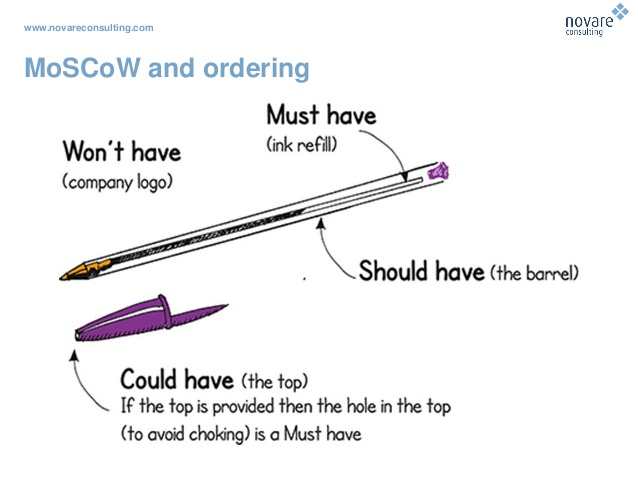 www.novareconsulting.com
novare
consulting
MoSCoW and ordering
Must have
(ink refill)
Won't have
(company logo)
Should have (the barrel)
Could have (the top)
If the top is provided then the hole in the top
(to avoid choking) is a Must have